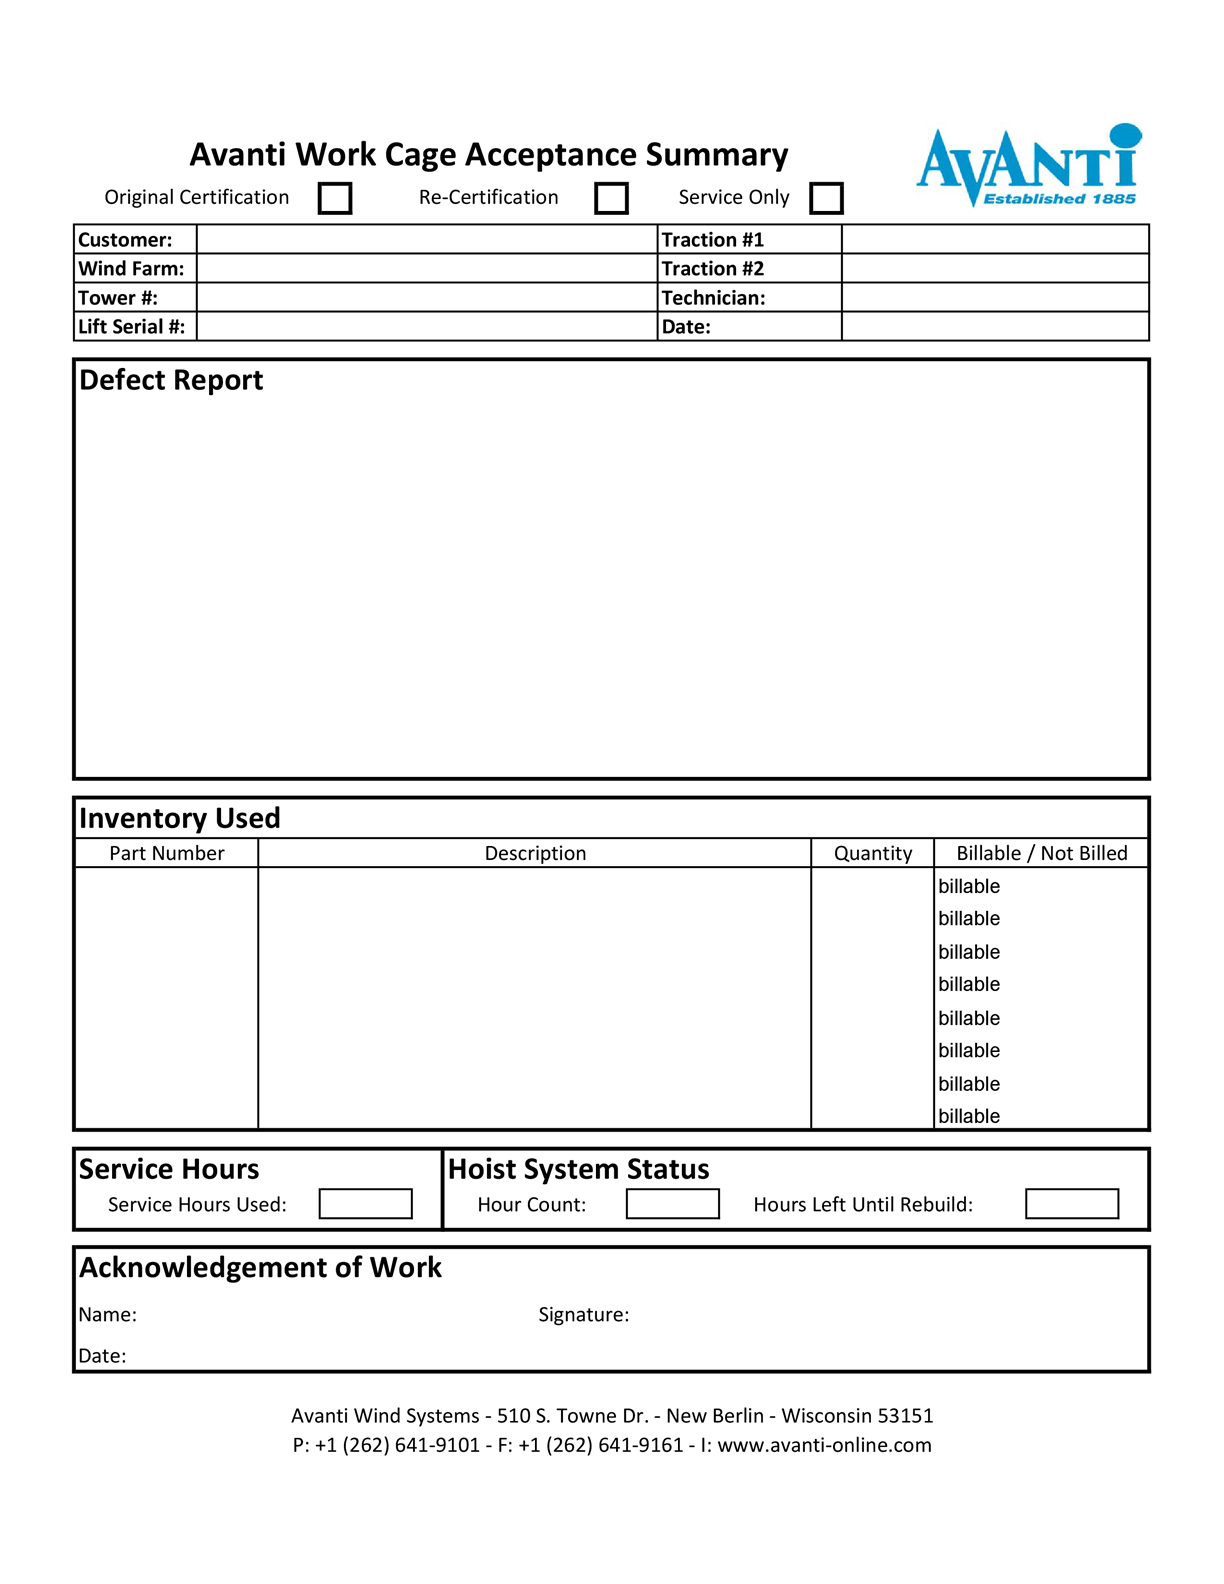 Avanti Work Cage Acceptance Summary
AVANTi
Established 1885
Original Certification Re-Certification Service Only
Customer: Traction #1
Wind Farm: Traction #2
Tower #: Technician:
Lift Serial #: Date:
Defect Report
Inventory Used
Part Number Description Quantity Billable / Not Billed
billable
billable
billable
billable
billable
billable
billable
billable
Service Hours Hoist System Status
Service Hours Used: Hour Count: Hours Left Until Rebuild:
Acknowledgement of Work
Name: Signature:
Date:
Avanti Wind Systems - 510 S. Towne Dr. - New Berlin - Wisconsin 53151
P: +1 (262) 641-9101 - F: +1 (262) 641-9161 - I: www.avanti-online.com